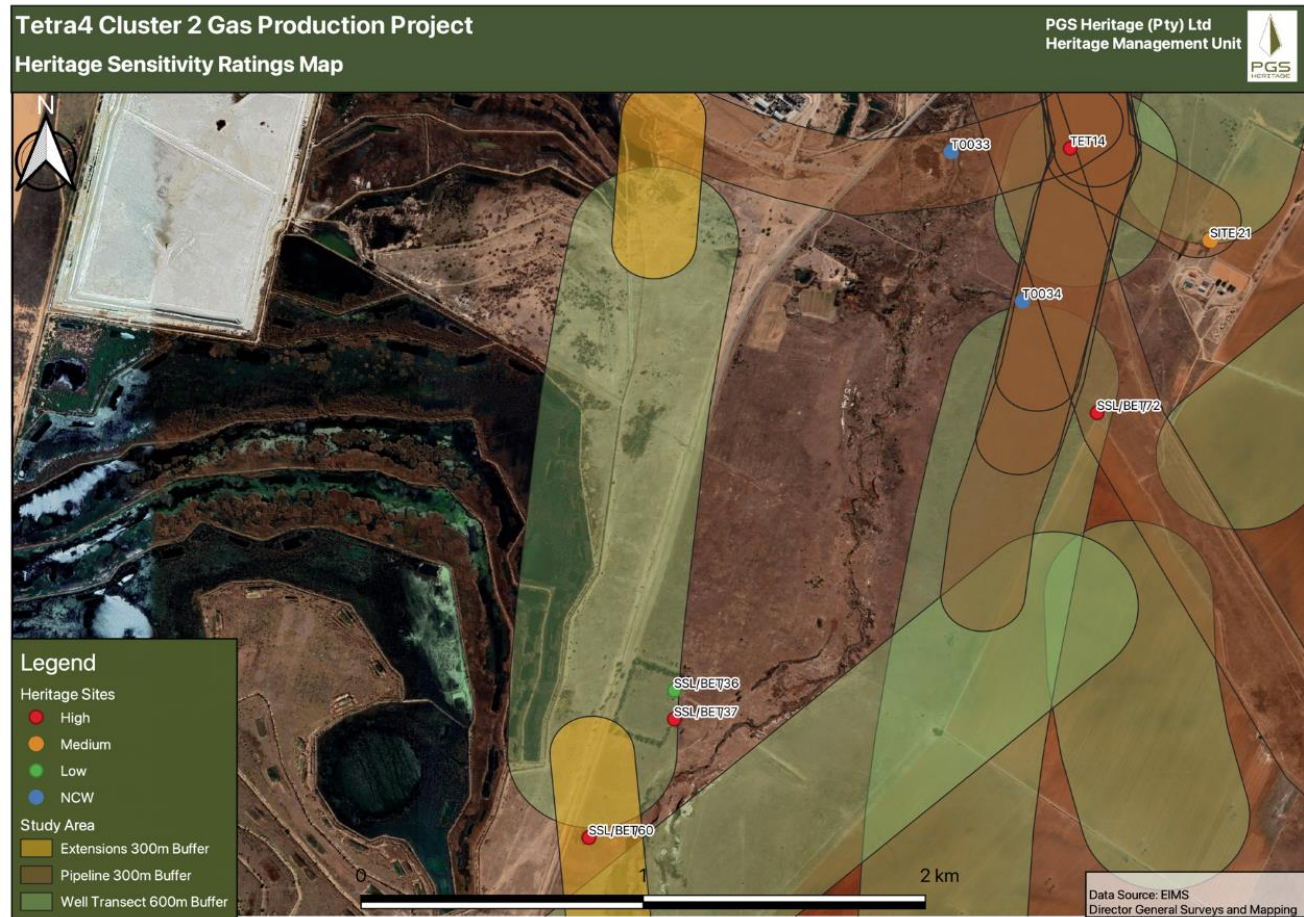 Tetra4 Cluster 2 Gas Production Project
Heritage Sensitivity Ratings Map
PGS Heritage (Pty) Ltd
Heritage Management Unit
PGS
HERITAGE
N
T0033
TET14
SITE 21
T0034
SSL/BET/72
SSL/BET/36
SSL/BET/37
SSL/BET/60
0
1
2 km
Legend
Heritage Sites
High
Medium
Low
NCW
Study Area
Extensions 300m Buffer
Pipeline 300m Buffer
Well Transect 600m Buffer
Data Source: EIMS
Director General Surveys and Mapping